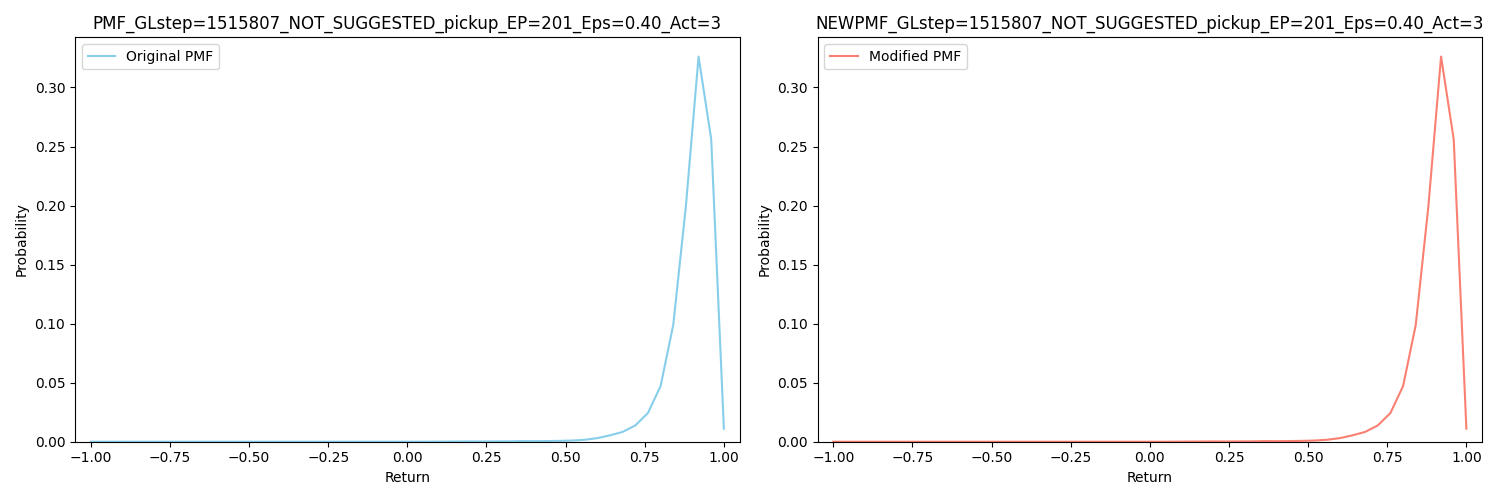 PMF_GLstep=1515807_NOT_SUGGESTED_pickup_EP=201_Eps=0.40_Act=3
Original PMF
0.30
0.25
0.20
0.15
0.10
0.05
0.00
Probability
−1.00 −0.75 −0.50 −0.25 0.00 0.25 0.50 0.75 1.00
Return
NEWPMF_GLstep=1515807_NOT_SUGGESTED_pickup_EP=201_Eps=0.40_Act=3
Modified PMF
0.30
0.25
0.20
0.15
0.10
0.05
0.00
Probability
−1.00 −0.75 −0.50 −0.25 0.00 0.25 0.50 0.75 1.00
Return